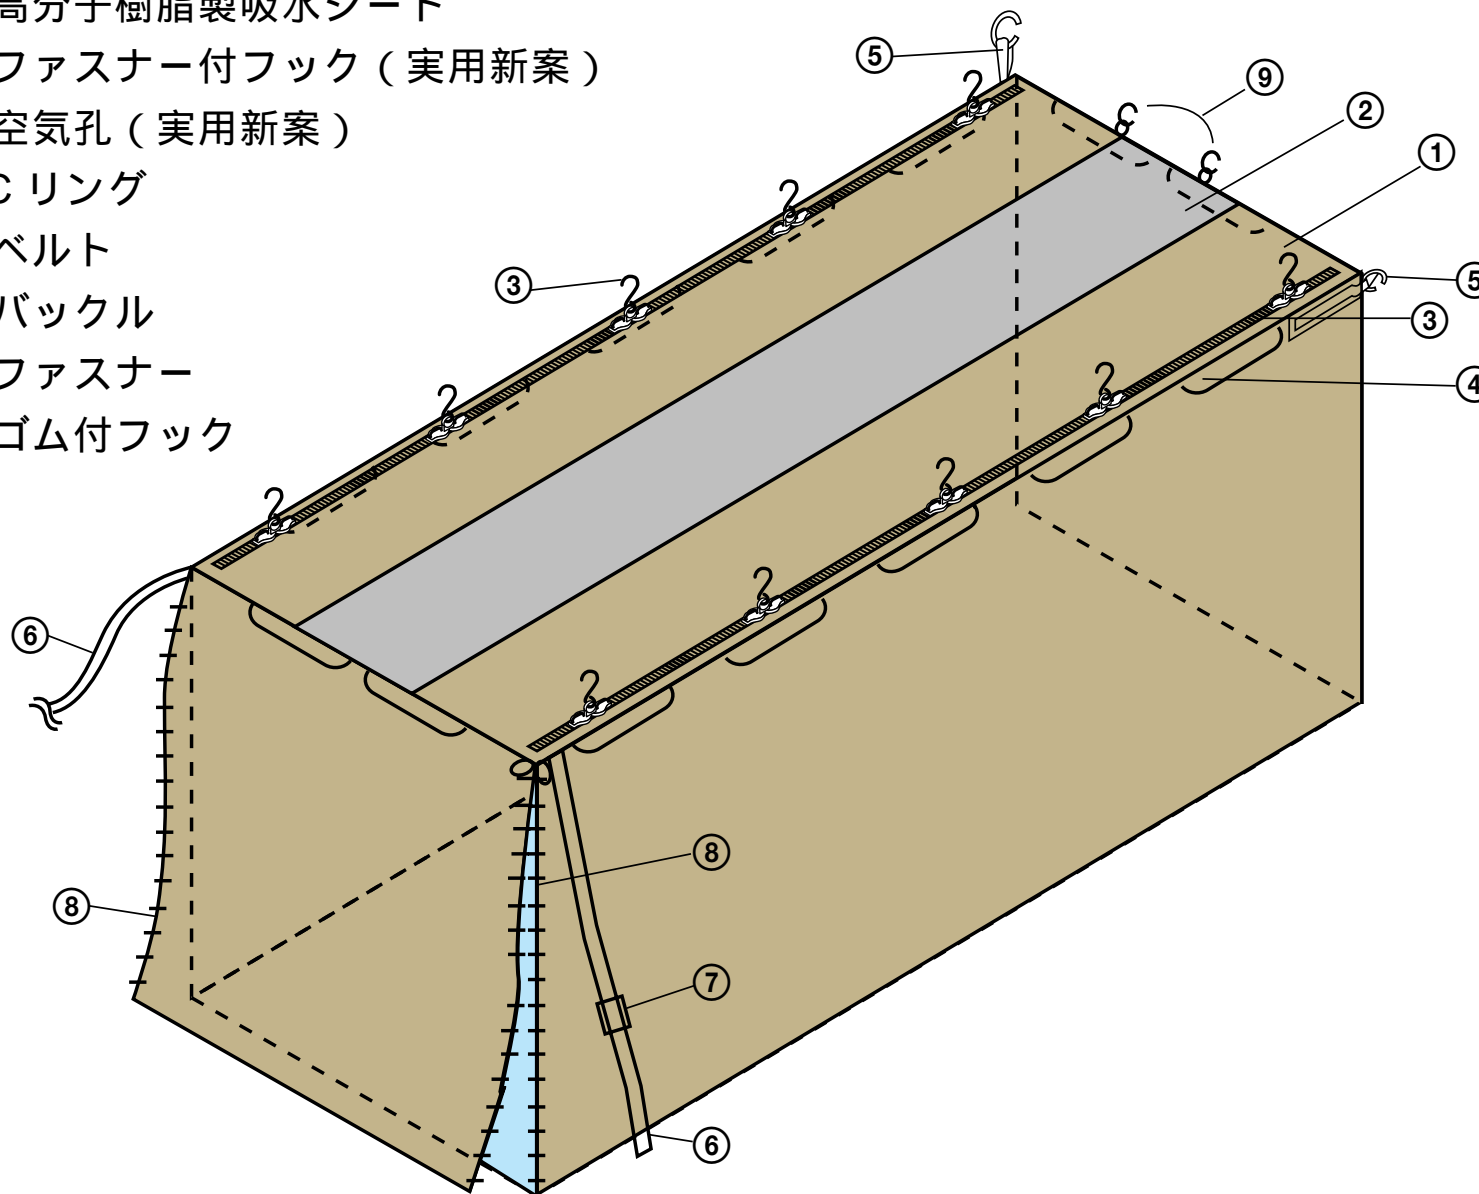 高分子樹脂製吸水シート
ファスナー付フック（実用新案）
空気孔（実用新案）
Cリング
ベルト
バックル
ファスナー
ゴム付フック
⑤
⑨
②
①
③
⑤
③
④
⑥
⑧
⑧
⑦
⑥